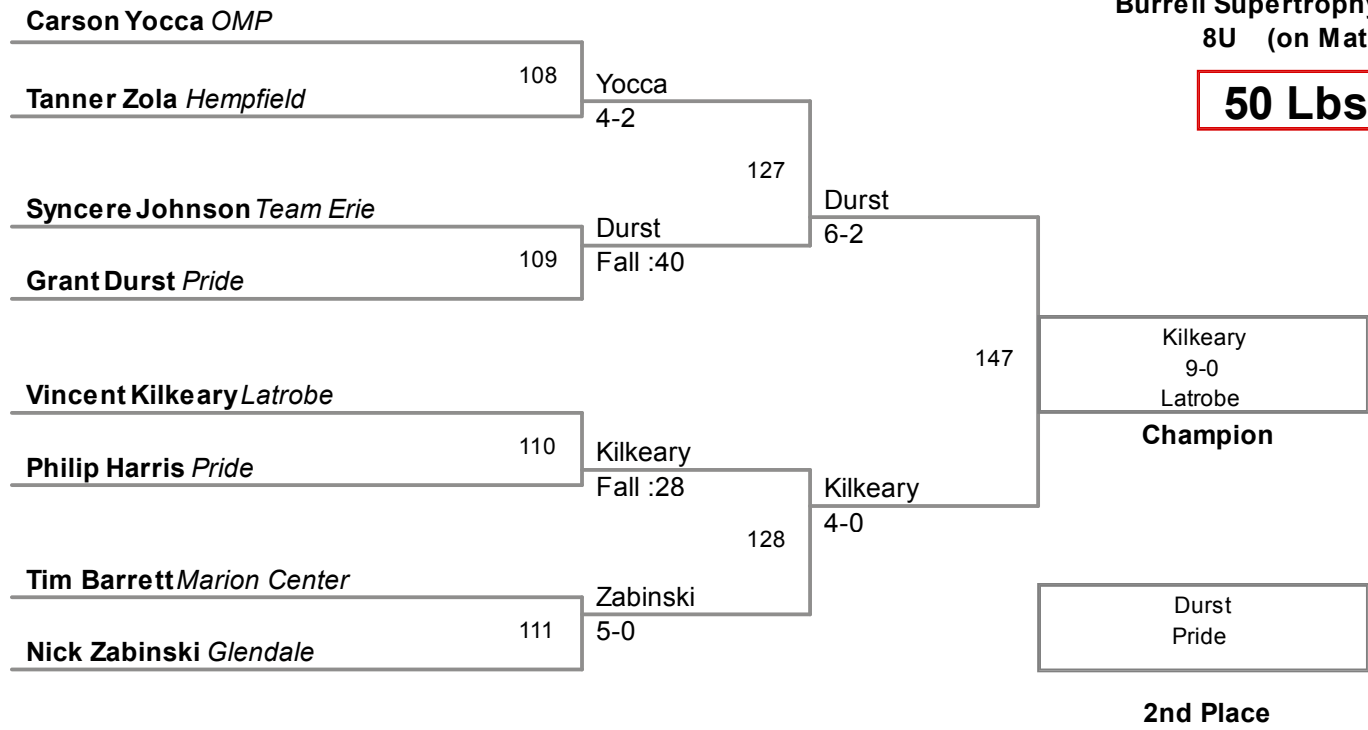 Burrell Supertrophy
8U (on Mat
50 Lbs
Carson Yocca OMP
108
Yocca
4-2
Tanner Zola Hempfield
127
Syncere Johnson Team Erie
Durst
6-2
109
Durst
Fall :40
Grant Durst Pride
147
Kilkeary
9-0
Latrobe
Champion
Vincent Kilkeary Latrobe
110
Kilkeary
Fall :28
Philip Harris Pride
Kilkeary
4-0
128
Tim Barrett Marion Center
Zabinski
5-0
111
Nick Zabinski Glendale
Durst
Pride
2nd Place